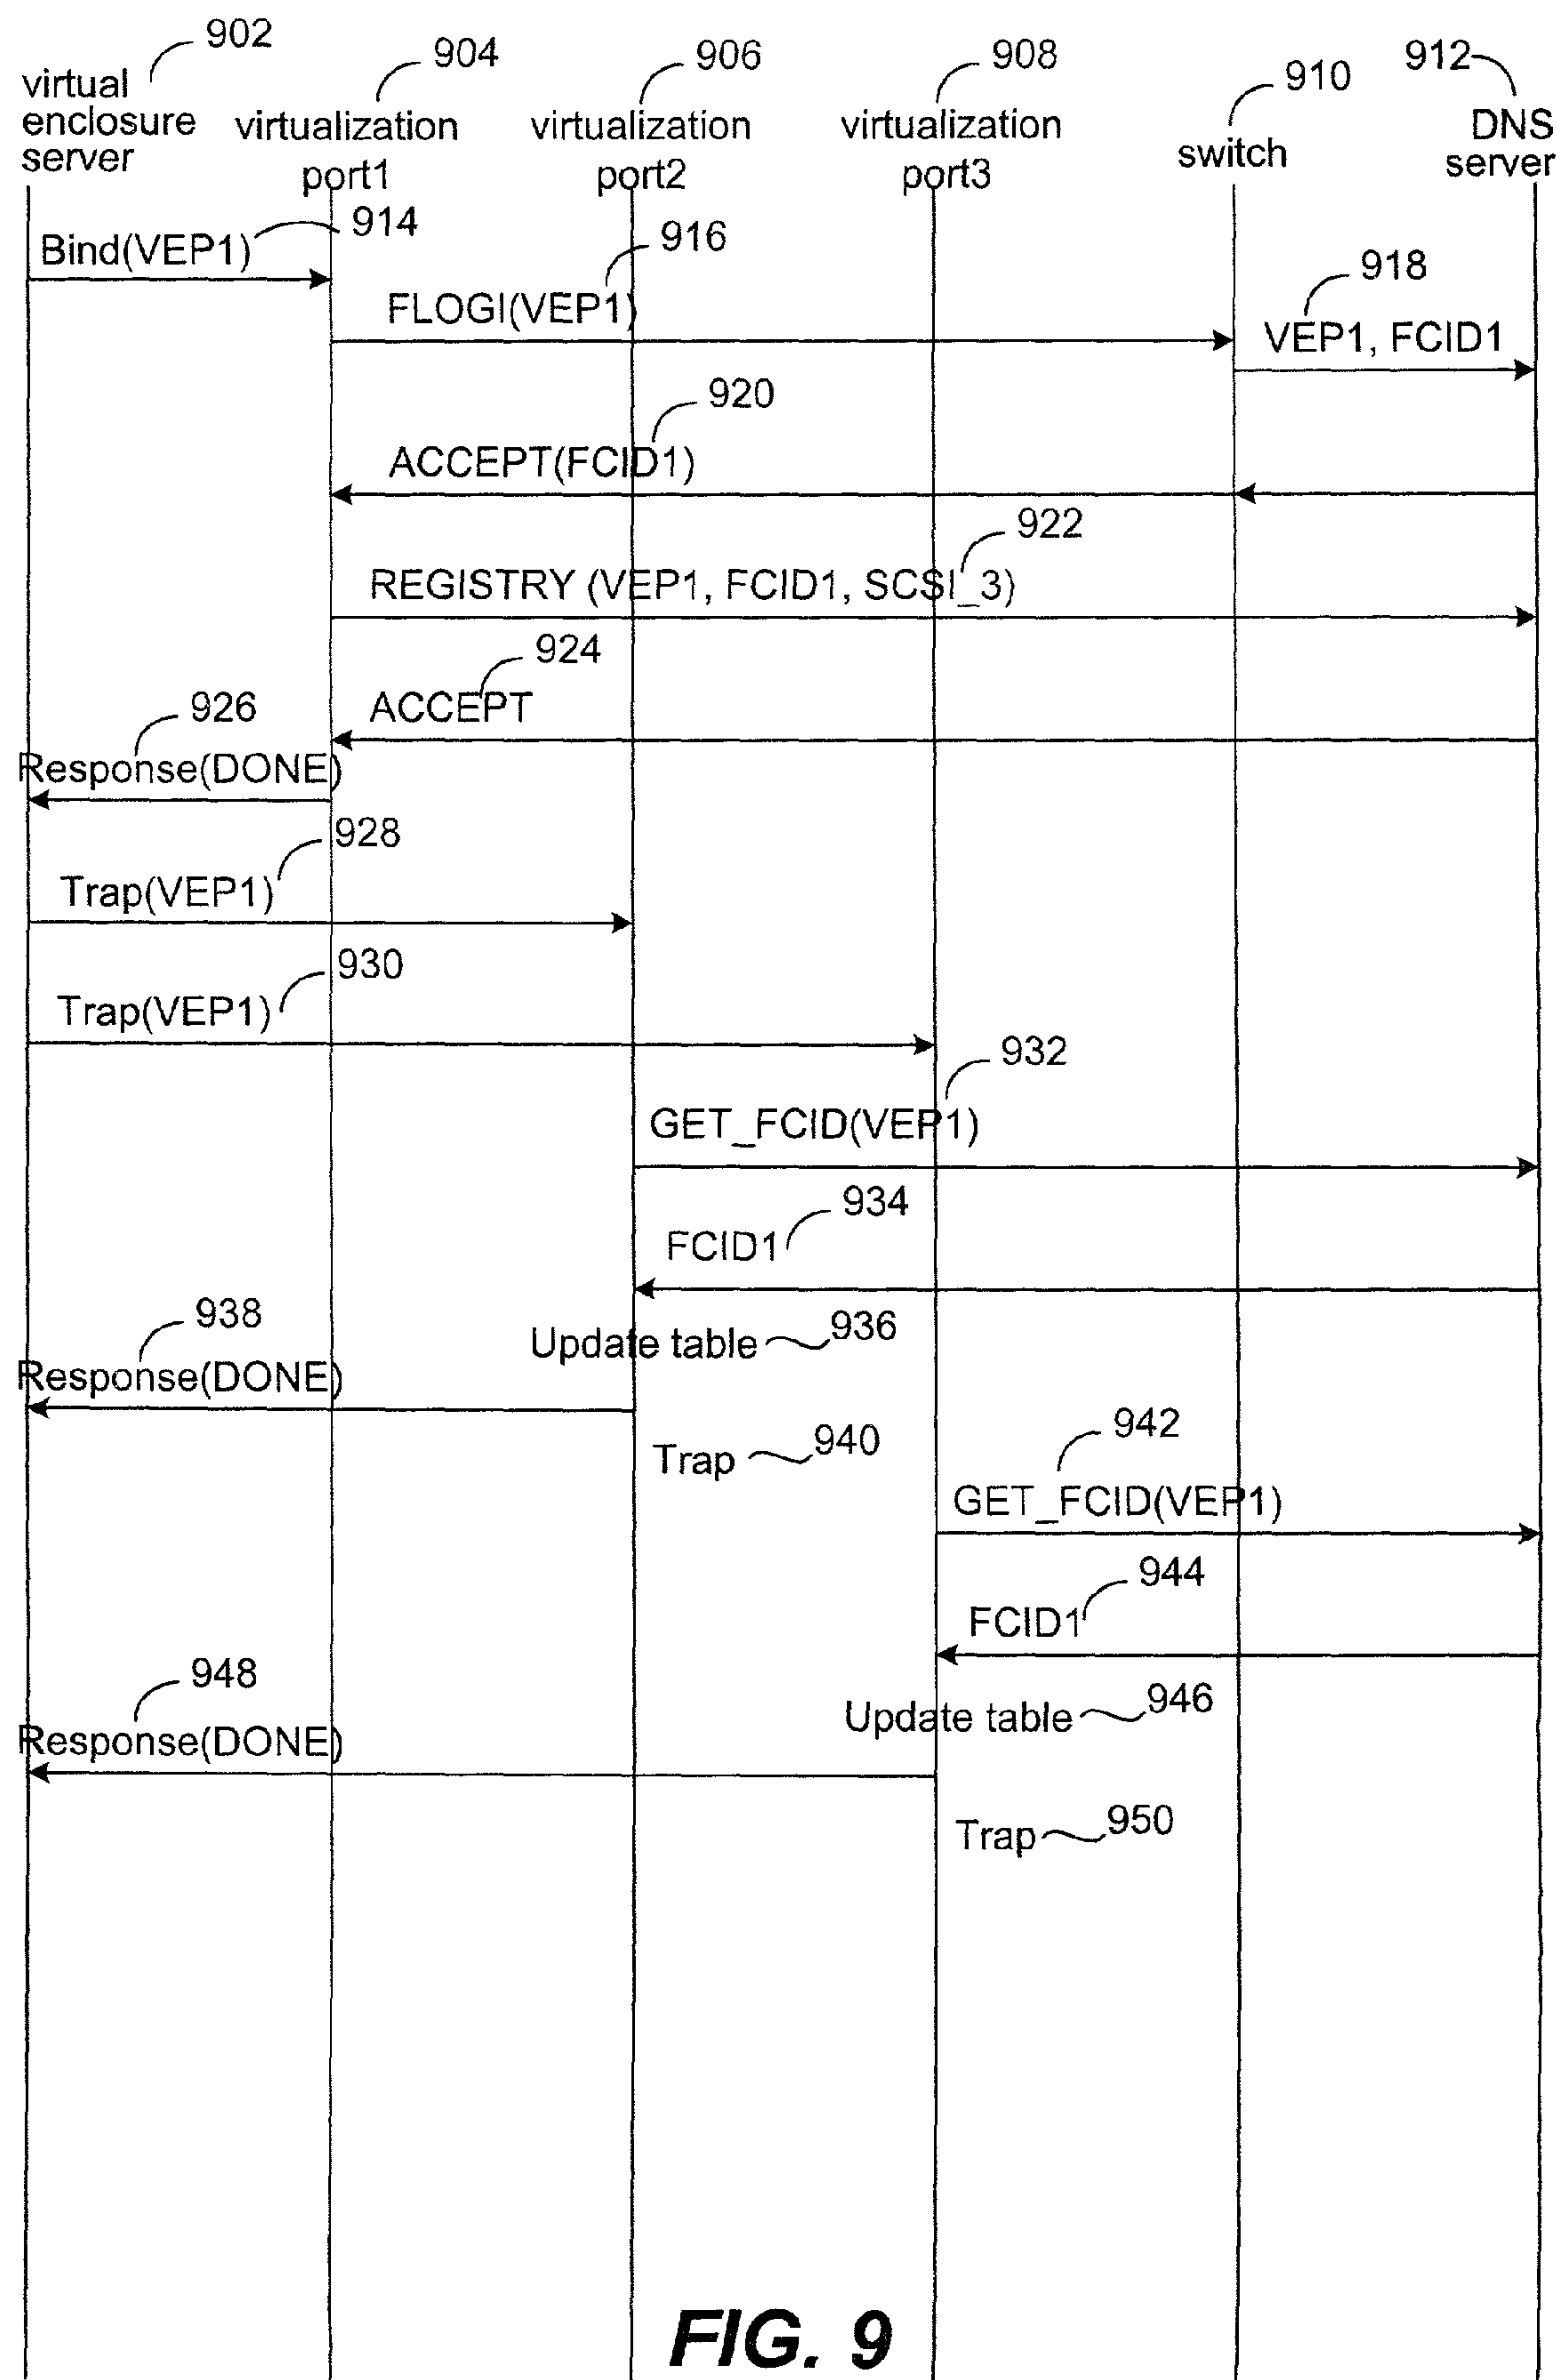 902
904
906
908
910
912
virtual
enclosure
server
virtualization
port1
virtualization
port2
virtualization
port3
switch
DNS
server
914
Bind(VEP1)
916
FLOGI(VEP1)
918
VEP1, FCID1
920
ACCEPT(FCID1)
922
REGISTRY (VEP1, FCID1, SCSI_3)
924
ACCEPT
926
Response(DONE)
928
Trap(VEP1)
930
Trap(VEP1)
932
GET_FCID(VEP1)
934
FCID1
Update table 936
938
Response(DONE)
Trap 940
942
GET_FCID(VEP1)
944
FCID1
Update table 946
948
Response(DONE)
Trap 950
FIG. 9